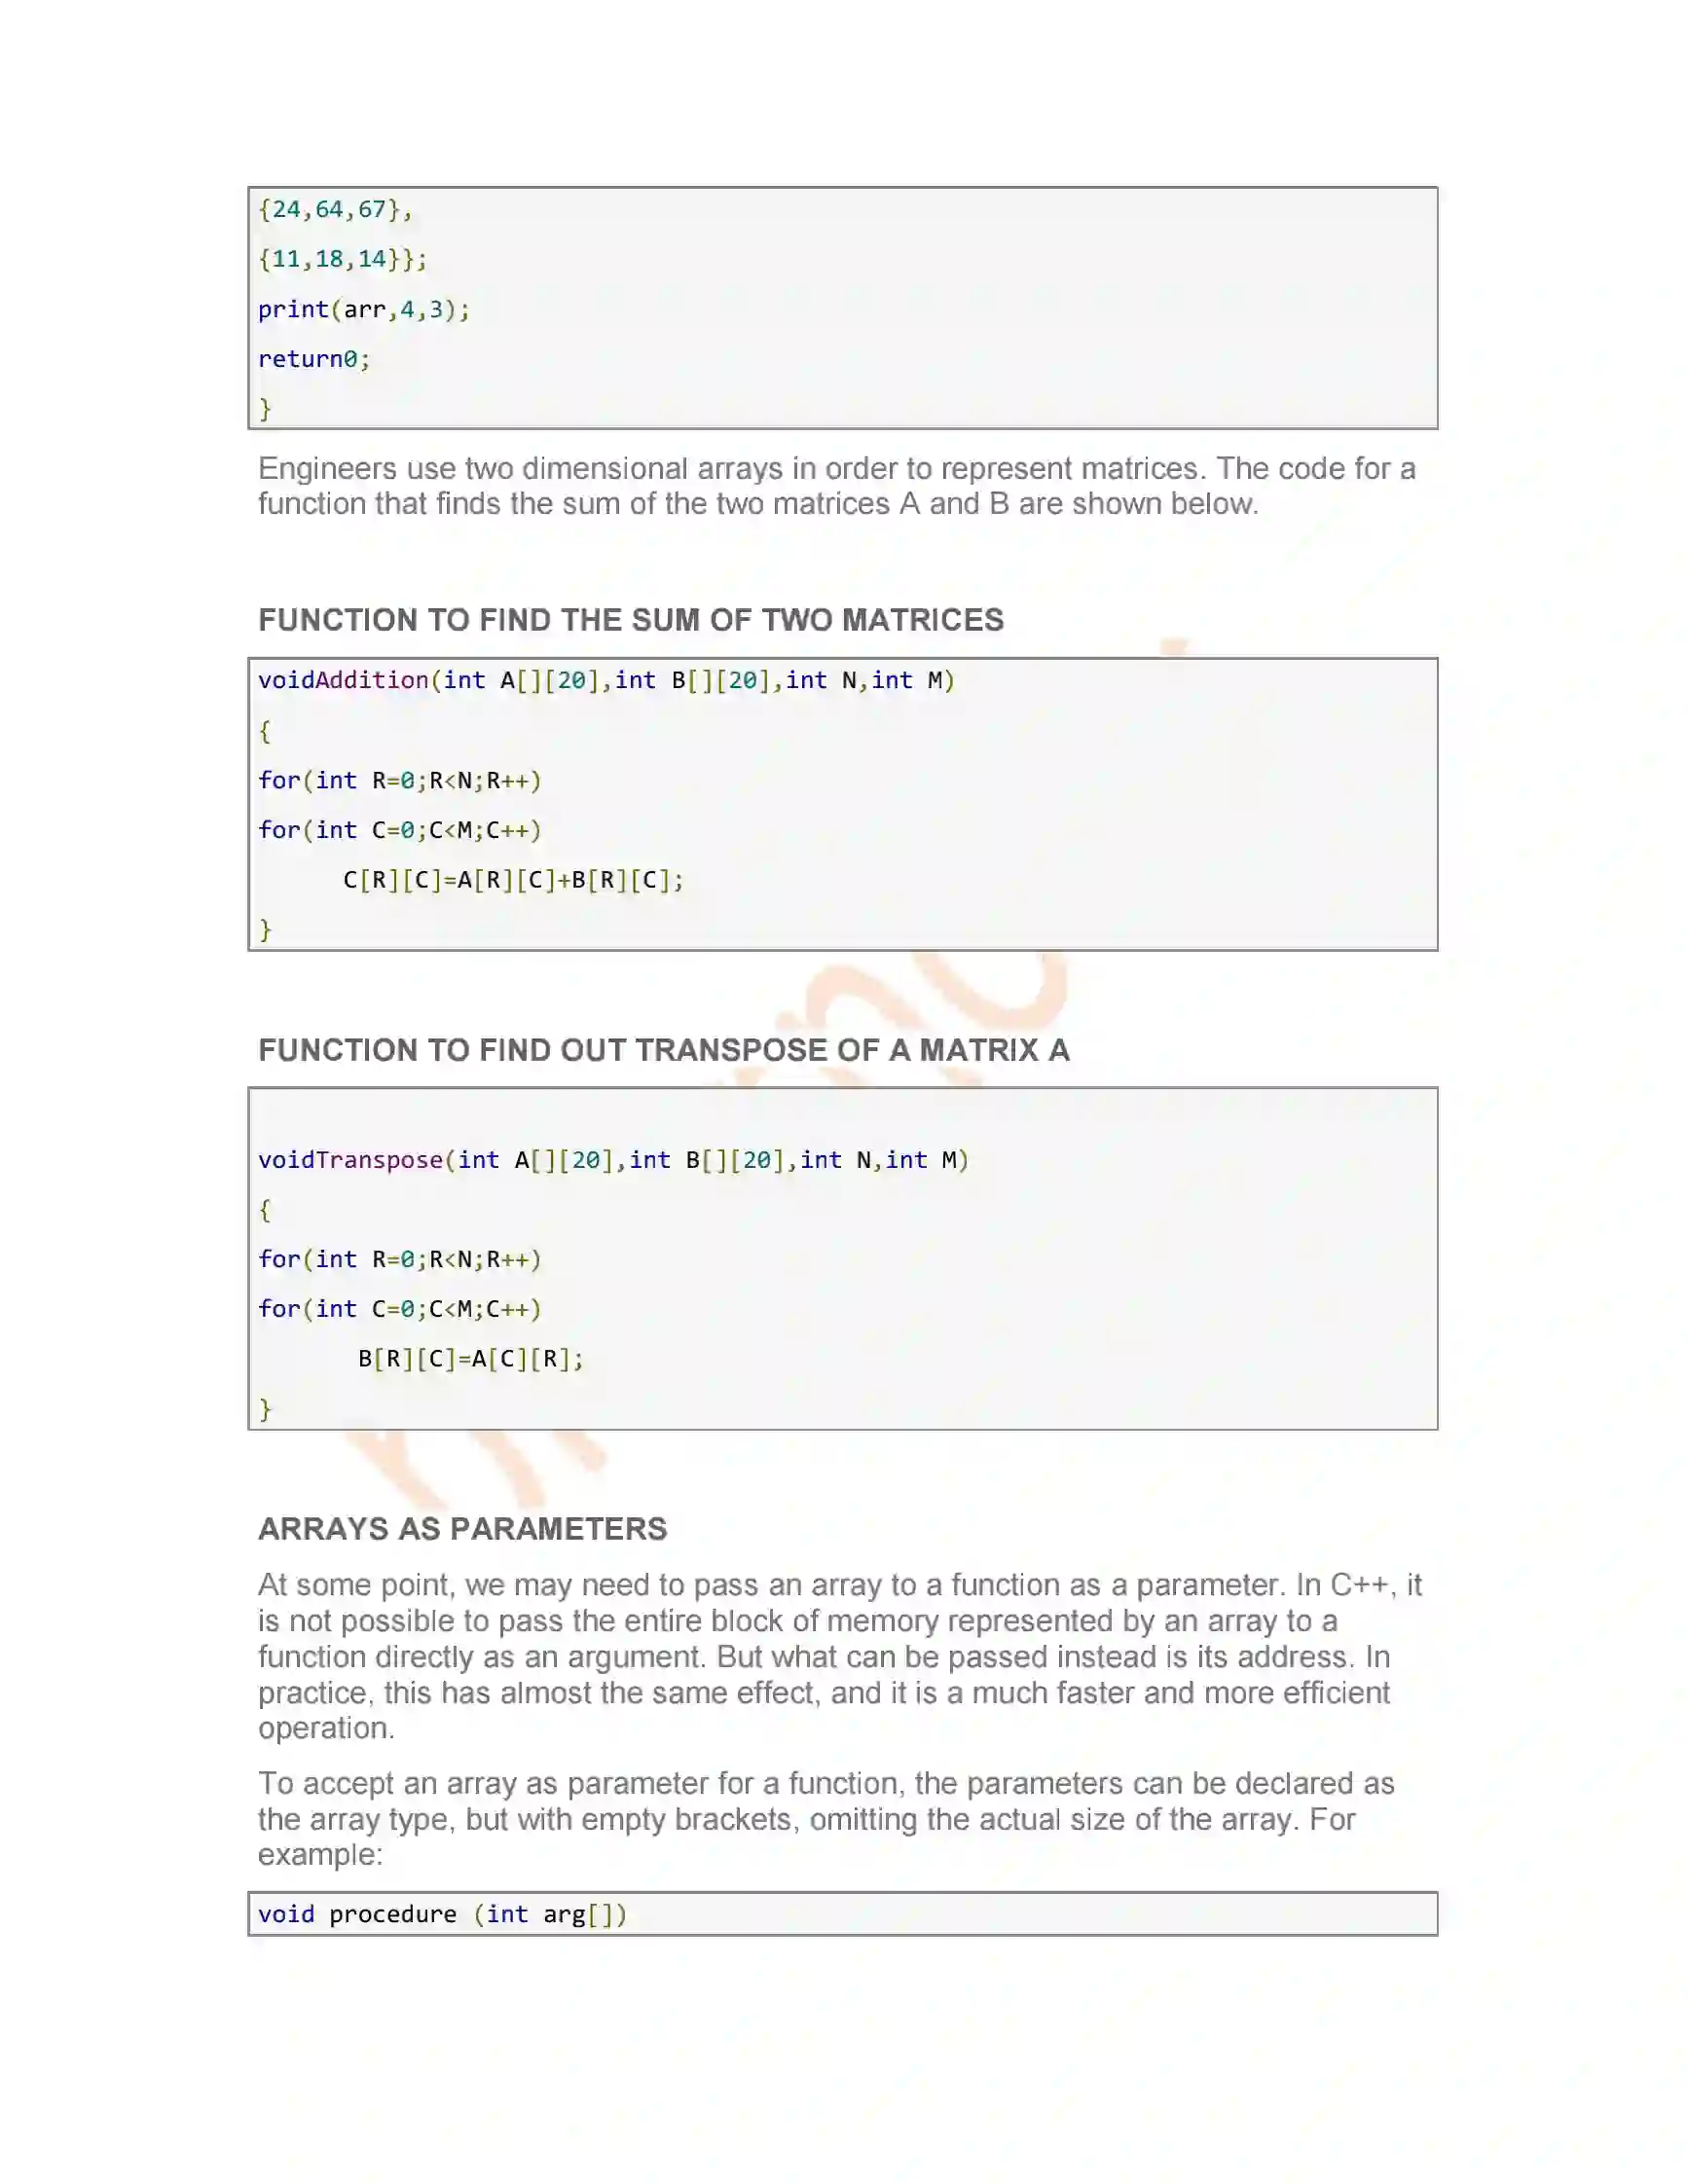 {24,64,67},
{11,18,14}};
print(arr,4,3);
return0;
}
Engineers use two dimensional arrays in order to represent matrices. The code for a
function that finds the sum of the two matrices A and B are shown below.
FUNCTION TO FIND THE SUM OF TWO MATRICES
voidAddition(int A[][20],int B[][20],int N,int M)
{
for(int R=0;R<N;R++)
for(int C=0;C<M;C++)
C[R][C]=A[R][C]+B[R][C];
}
FUNCTION TO FIND OUT TRANSPOSE OF A MATRIX A
voidTranspose(int A[][20],int B[][20],int N,int M)
{
for(int R=0;R<N;R++)
for(int C=0;C<M;C++)
B[R][C]=A[C][R];
}
ARRAYS AS PARAMETERS
At some point, we may need to pass an array to a function as a parameter. In C++, it
is not possible to pass the entire block of memory represented by an array to a
function directly as an argument. But what can be passed instead is its address. In
practice, this has almost the same effect, and it is a much faster and more efficient
operation.
To accept an array as parameter for a function, the parameters can be declared as
the array type, but with empty brackets, omitting the actual size of the array. For
example:
void procedure (int arg[])